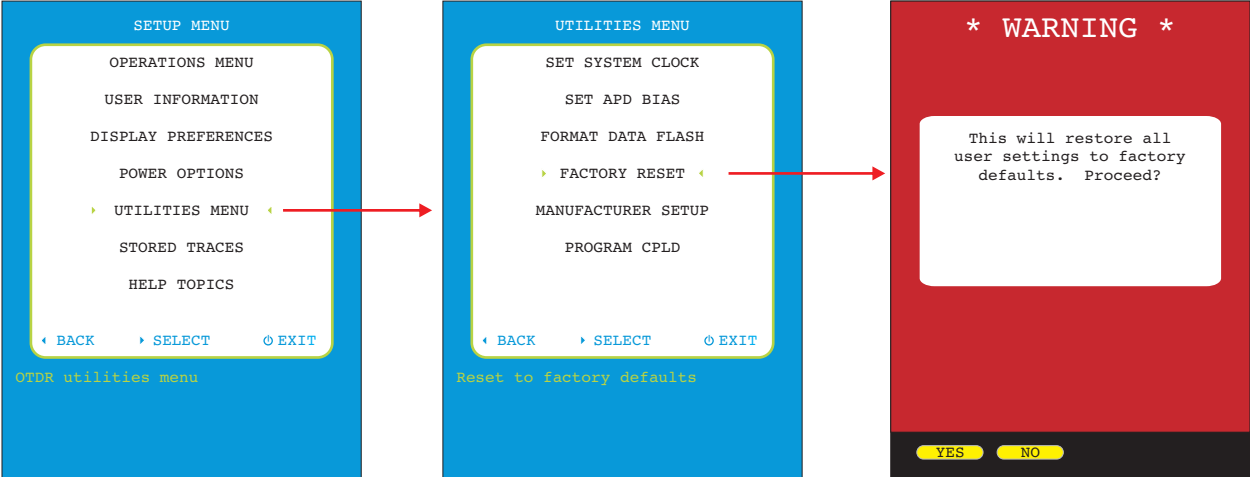 SETUP MENU
OPERATIONS MENU
USER INFORMATION
DISPLAY PREFERENCES
POWER OPTIONS
UTILITIES MENU
STORED TRACES
HELP TOPICS
BACK SELECT EXIT
OTDR utilities menu
UTILITIES MENU
SET SYSTEM CLOCK
SET APD BIAS
FORMAT DATA FLASH
FACTORY RESET
MANUFACTURER SETUP
PROGRAM CPLD
BACK SELECT EXIT
Reset to factory defaults
* WARNING *
This will restore all
user settings to factory
defaults. Proceed?
YES NO